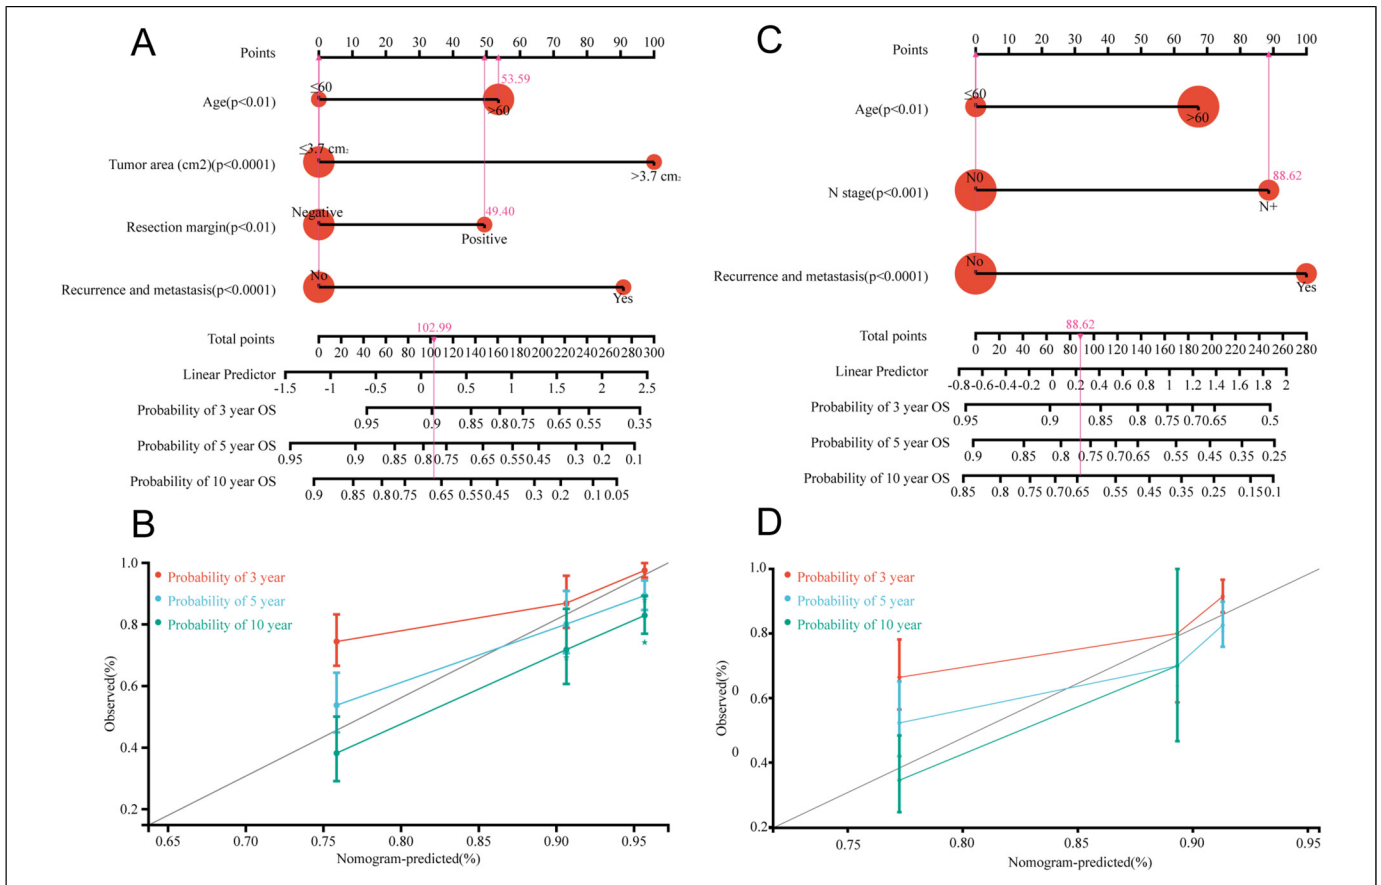 A
Points
0 10 20 30 40 50 60 70 80 90 100
53.59
≤60
Age(p<0.01)
>60
≤3.7 cm2
Tumor area (cm2)(p<0.0001)
>3.7 cm2
Negative
49.40
Resection margin(p<0.01)
Positive
No
Recurrence and metastasis(p<0.0001)
Yes
102.99
Total points
0 20 40 60 80 100 120 140 160 180 200 220 240 260 280 300
Linear Predictor
-1.5 -1 -0.5 0 0.5 1 1.5 2 2.5
Probability of 3 year OS
0.95 0.9 0.85 0.8 0.75 0.65 0.55 0.35
Probability of 5 year OS
0.95 0.9 0.85 0.8 0.75 0.65 0.55 0.45 0.3 0.2 0.1
Probability of 10 year OS
0.9 0.85 0.8 0.75 0.65 0.55 0.45 0.3 0.2 0.1 0.05
C
Points
0 10 20 30 40 50 60 70 80 90 100
≤60
Age(p<0.01)
>60
N0
88.62
N stage(p<0.001)
N+
No
Recurrence and metastasis(p<0.0001)
Yes
88.62
Total points
0 20 40 60 80 100 120 140 160 180 200 220 240 260 280
Linear Predictor
-0.8 -0.6 -0.4 -0.2 0 0.2 0.4 0.6 0.8 1 1.2 1.4 1.6 1.8 2
Probability of 3 year OS
0.95 0.9 0.85 0.8 0.75 0.70 0.65 0.5
Probability of 5 year OS
0.9 0.85 0.8 0.75 0.70 0.65 0.55 0.45 0.35 0.25
Probability of 10 year OS
0.85 0.8 0.75 0.70 0.65 0.55 0.45 0.35 0.25 0.15 0.1
B
1.0
0.8
0.6
0.4
0.2
Observed(%)
Probability of 3 year
Probability of 5 year
Probability of 10 year
0.65 0.70 0.75 0.80 0.85 0.90 0.95
Nomogram-predicted(%)
D
1.0
0.8
0.6
0.4
0.2
Observed(%)
0
0
Probability of 3 year
Probability of 5 year
Probability of 10 year
0.75 0.80 0.85 0.90 0.95
Nomogram-predicted(%)